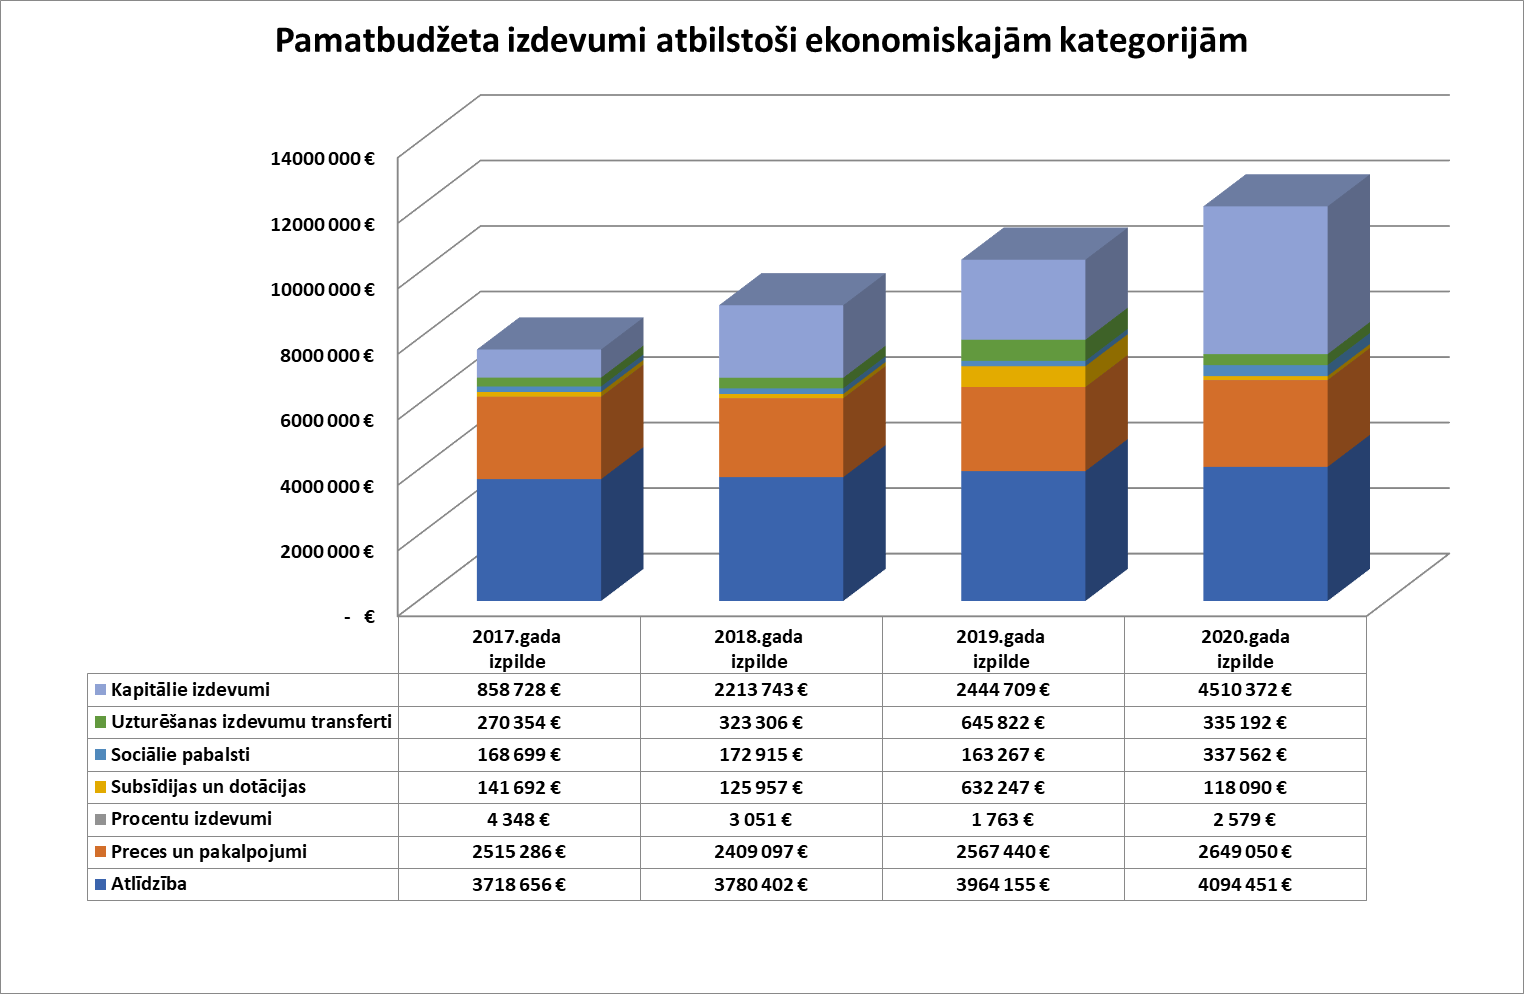 Pamatbudžeta izdevumi atbilstoši ekonomiskajām kategorijām
14000 000 €
12000 000 €
10000 000 €
8000 000 €
6000 000 €
4000 000 €
2000 000 €
- €
2017.gada izpilde
2018.gada izpilde
2019.gada izpilde
2020.gada izpilde
Kapitālie izdevumi 858 728 € 2213 743 € 2444 709 € 4510 372 €
Uzturēšanas izdevumu transferti 270 354 € 323 306 € 645 822 € 335 192 €
Sociālie pabalsti 168 699 € 172 915 € 163 267 € 337 562 €
Subsīdijas un dotācijas 141 692 € 125 957 € 632 247 € 118 090 €
Procentu izdevumi 4 348 € 3 051 € 1 763 € 2 579 €
Preces un pakalpojumi 2515 286 € 2409 097 € 2567 440 € 2649 050 €
Atlīdzība 3718 656 € 3780 402 € 3964 155 € 4094 451 €